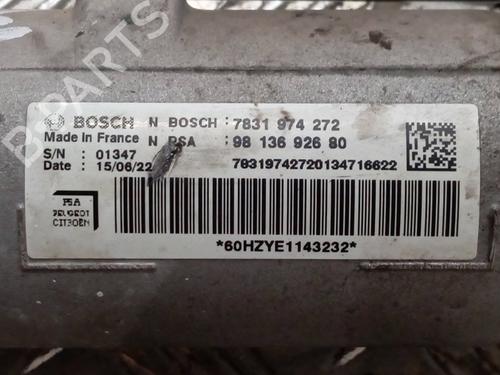 BOSCH N BOSCH : 7831 974 272
Made in France N PSA : 98 136 926 80
S/N : 01347
Date : 15/06/22 78319742720134716622
PSA
PEUGEOT
CITROËN
*60HZYE1143232*
B-PARTS